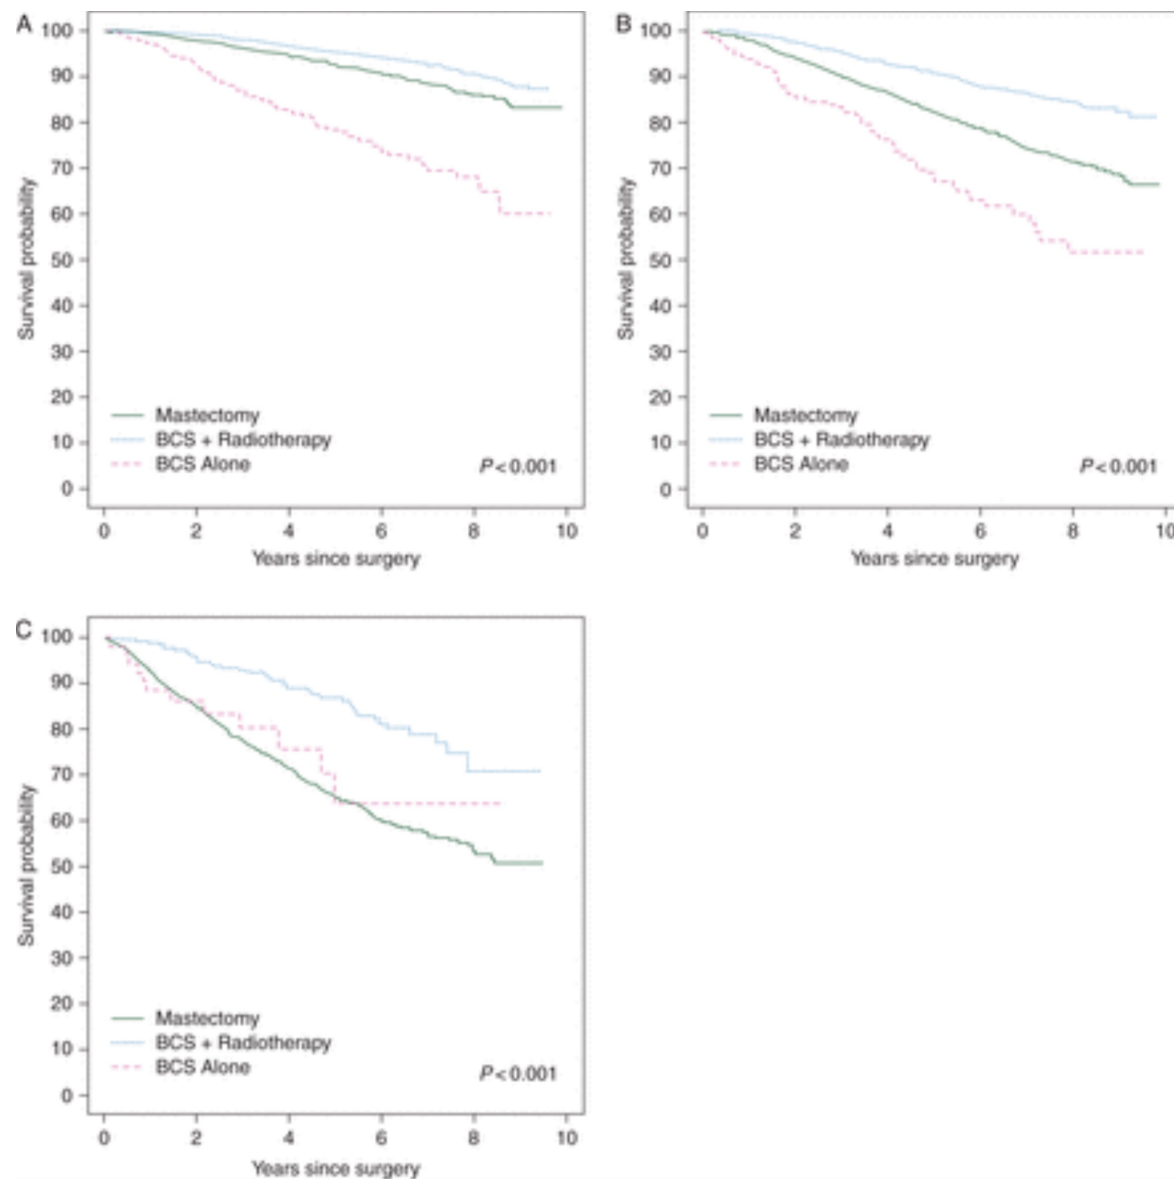 A
100
90
80
70
60
50
40
30
20
10
0
Survival probability
Mastectomy
BCS + Radiotherapy
BCS Alone
P < 0.001
0 2 4 6 8 10
Years since surgery
B
100
90
80
70
60
50
40
30
20
10
0
Survival probability
Mastectomy
BCS + Radiotherapy
BCS Alone
P < 0.001
0 2 4 6 8 10
Years since surgery
C
100
90
80
70
60
50
40
30
20
10
0
Survival probability
Mastectomy
BCS + Radiotherapy
BCS Alone
P < 0.001
0 2 4 6 8 10
Years since surgery